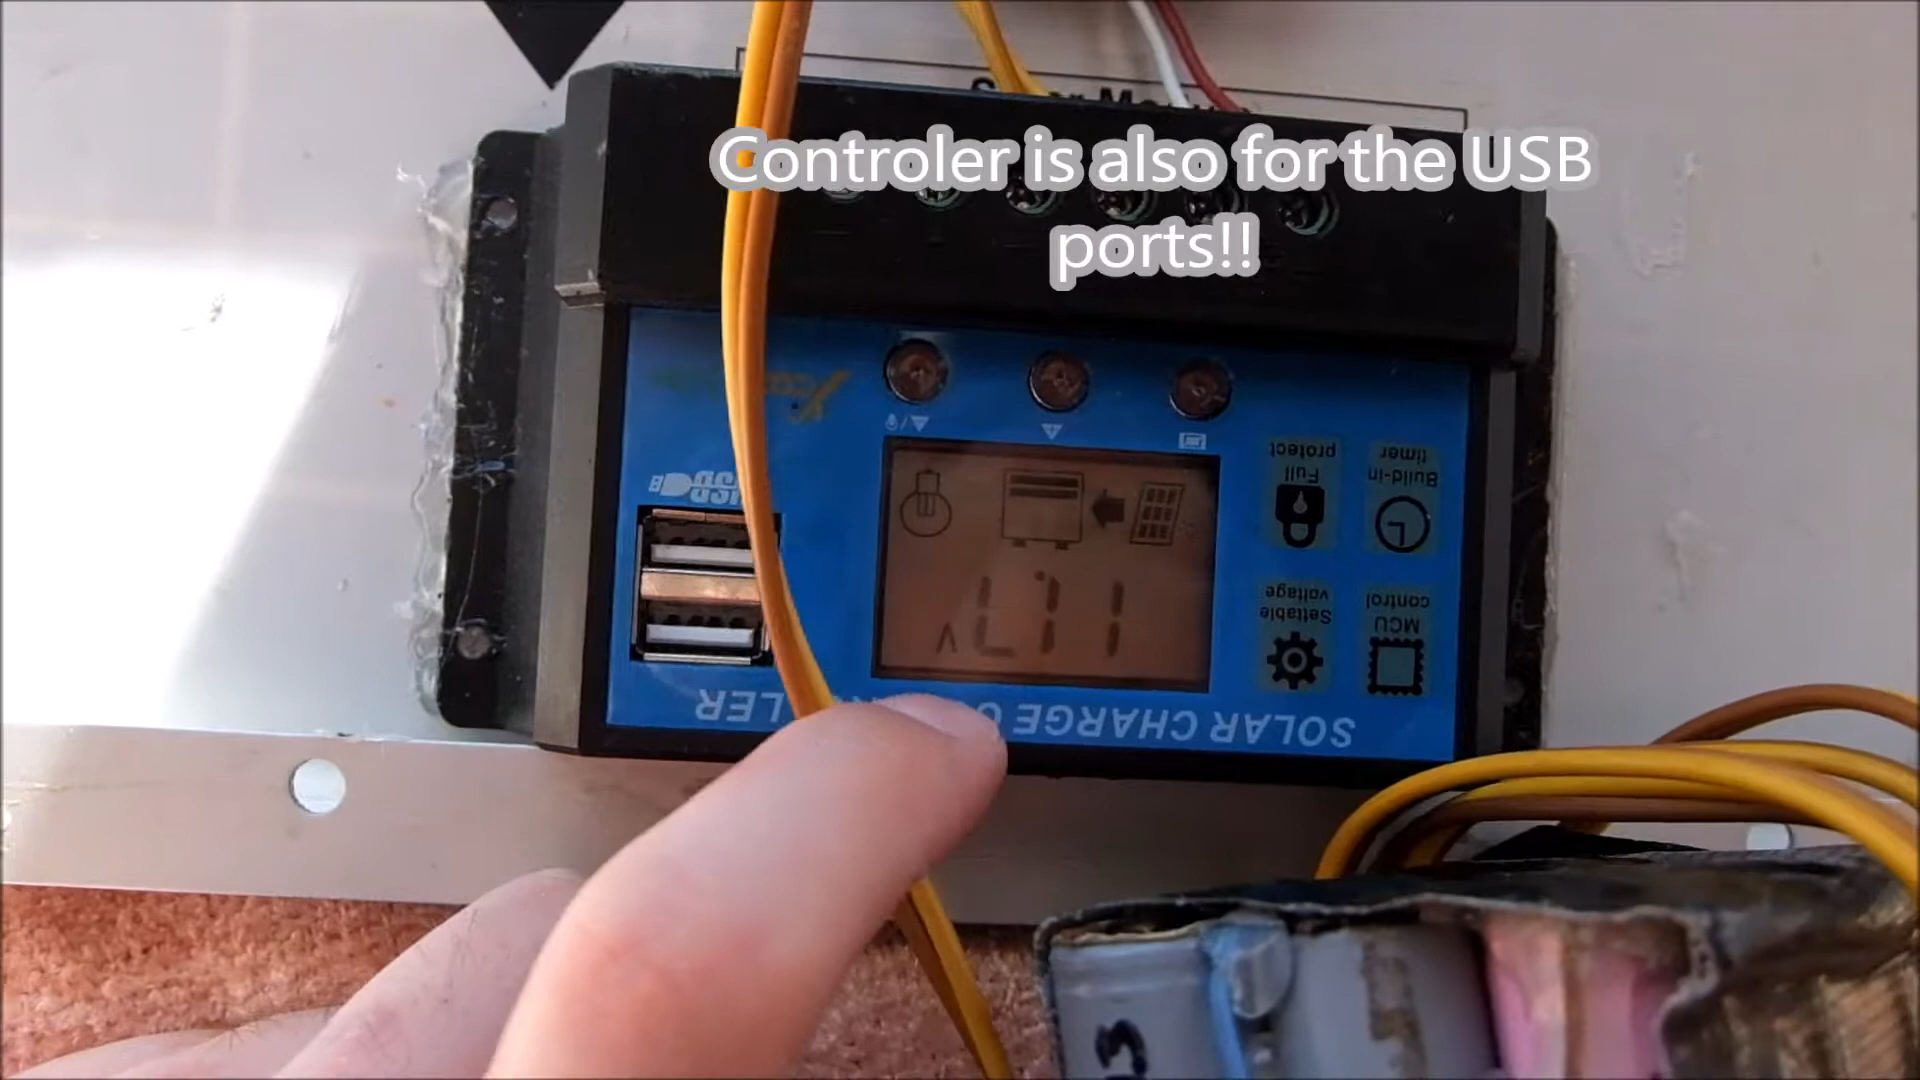 Controler is also for the USB
ports!!
USB
Build-in
timer
Full
protect
MCU
control
Settable
voltage
SOLAR CHARGE